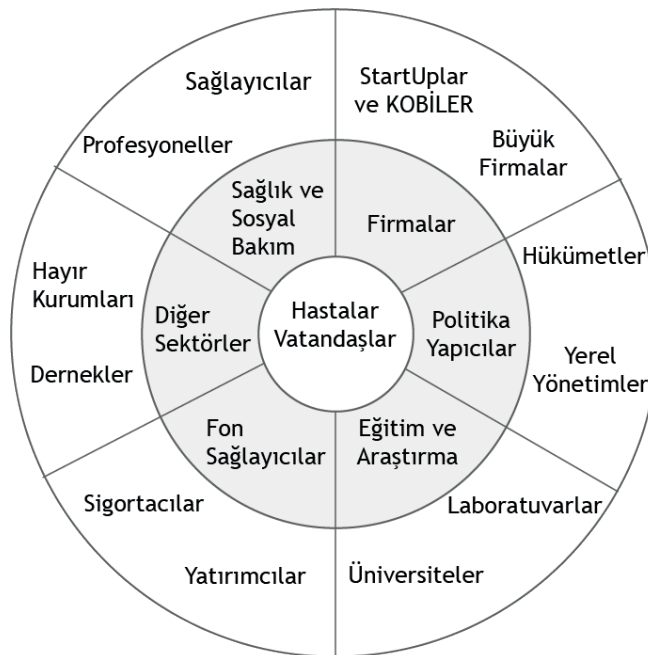 Sağlayıcılar
Profesyoneller
StartUplar
ve KOBİLER
Büyük
Firmalar
Sağlık ve
Sosyal
Bakım
Firmalar
Hayır
Kurumları
Dernekler
Diğer
Sektörler
Hastalar
Vatandaşlar
Politika
Yapıcılar
Hükümetler
Yerel
Yönetimler
Fon
Sağlayıcılar
Eğitim ve
Araştırma
Sigortacılar
Yatırımcılar
Laboratuvarlar
Üniversiteler